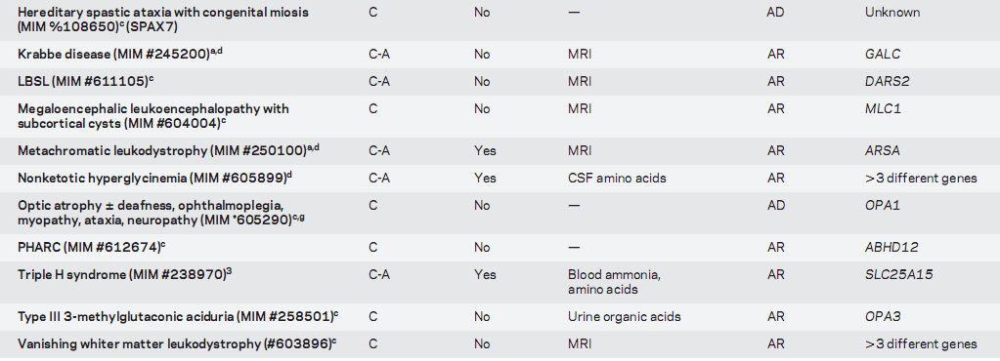 Hereditary spastic ataxia with congenital miosis C No — AD Unknown
(MIM %108650)ᶜ (SPAX7)
Krabbe disease (MIM #245200)ᵃ,ᵈ C-A No MRI AR GALC
LBSL (MIM #611105)ᶜ C-A No MRI AR DARS2
Megaloencephalic leukoencephalopathy with C No MRI AR MLC1
subcortical cysts (MIM #604004)ᶜ
Metachromatic leukodystrophy (MIM #250100)ᵃ,ᵈ C-A Yes MRI AR ARSA
Nonketotic hyperglycinemia (MIM #605899)ᵈ C-A Yes CSF amino acids AR >3 different genes
Optic atrophy ± deafness, ophthalmoplegia, C No — AD OPA1
myopathy, ataxia, neuropathy (MIM *605290)ᶜ,ᵍ
PHARC (MIM #612674)ᶜ C No — AR ABHD12
Triple H syndrome (MIM #238970)³ C-A Yes Blood ammonia, AR SLC25A15
amino acids
Type III 3-methylglutaconic aciduria (MIM #258501)ᶜ C No Urine organic acids AR OPA3
Vanishing whiter matter leukodystrophy (#603896)ᶜ C No MRI AR >3 different genes